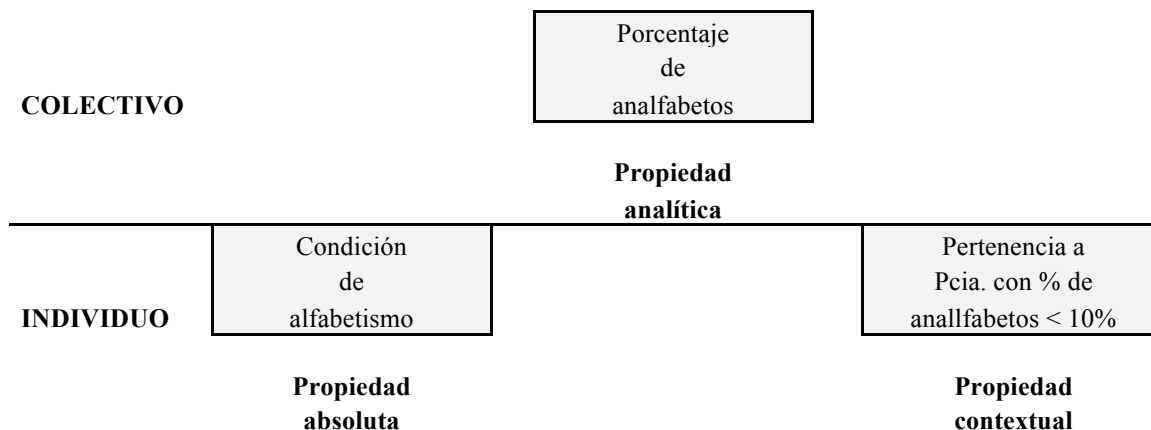 Porcentaje
de
analfabetos
COLECTIVO
Propiedad
analítica
Condición
de
alfabetismo
INDIVIDUO
Pertenencia a
Pcia. con % de
anallfabetos < 10%
Propiedad
absoluta
Propiedad
contextual